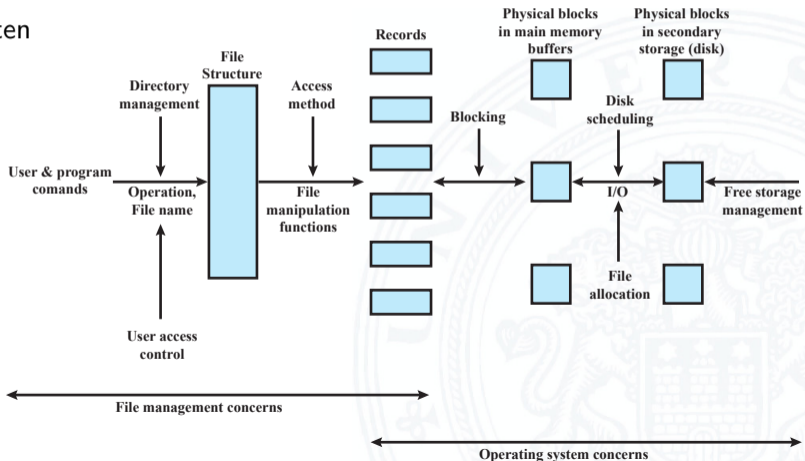 ten
File
Structure
Directory
management
Access
method
Records
Physical blocks
in main memory
buffers
Physical blocks
in secondary
storage (disk)
Blocking
Disk
scheduling
User & program
comands
Operation,
File name
File
manipulation
functions
I/O
Free storage
management
File
allocation
User access
control
File management concerns
Operating system concerns